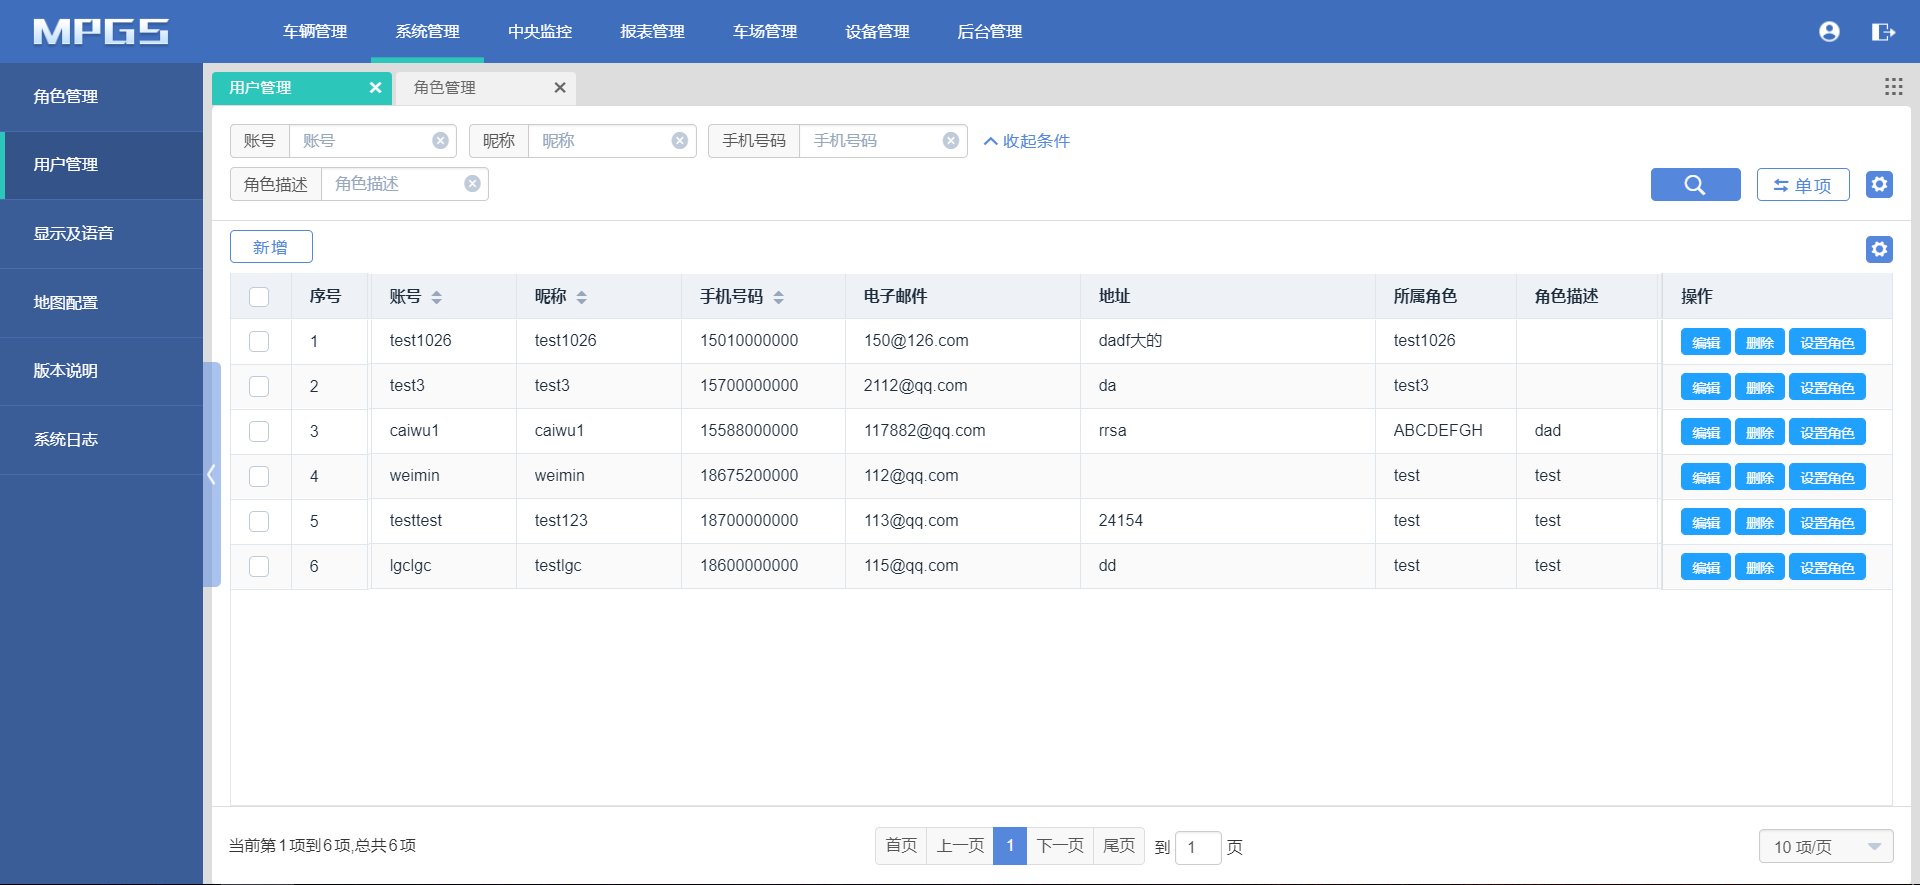 MPGS 车辆管理 系统管理 中央监控 报表管理 车场管理 设备管理 后台管理
角色管理
用户管理
显示及语音
地图配置
版本说明
系统日志
用户管理 角色管理
账号 账号 昵称 昵称 手机号码 手机号码 收起条件
角色描述 角色描述 单项
新增
序号 账号 昵称 手机号码 电子邮件 地址 所属角色 角色描述 操作
1 test1026 test1026 15010000000 150@126.com dadf大的 test1026 编辑 删除 设置角色
2 test3 test3 15700000000 2112@qq.com da test3 编辑 删除 设置角色
3 caiwu1 caiwu1 15588000000 117882@qq.com rrsa ABCDEFGH dad 编辑 删除 设置角色
4 weimin weimin 18675200000 112@qq.com test test 编辑 删除 设置角色
5 testtest test123 18700000000 113@qq.com 24154 test test 编辑 删除 设置角色
6 lgclgc testlgc 18600000000 115@qq.com dd test test 编辑 删除 设置角色
当前第1项到6项,总共6项 首页 上一页 1 下一页 尾页 到 1 页 10 项/页